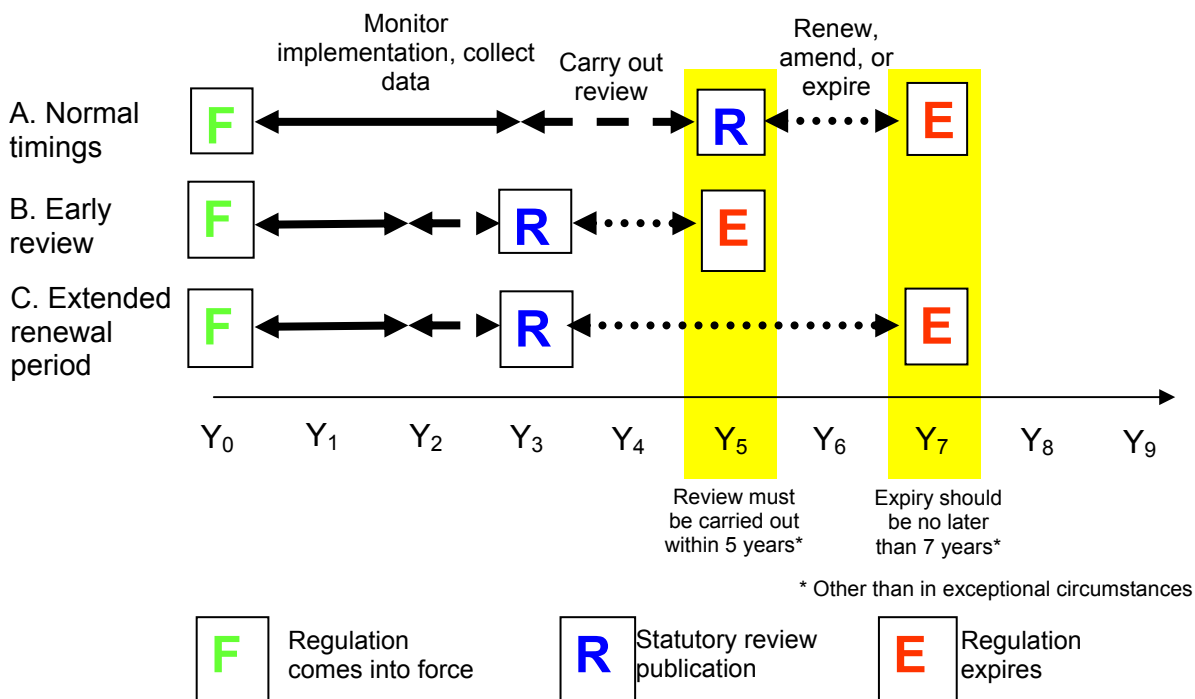 Monitor
implementation, collect
data
Carry out
review
Renew,
amend, or
expire
A. Normal
timings
F
R
E
B. Early
review
F
R
E
C. Extended
renewal
period
F
R
E
Y0 Y1 Y2 Y3 Y4 Y5 Y6 Y7 Y8 Y9
Review must
be carried out
within 5 years*
Expiry should
be no later
than 7 years*
* Other than in exceptional circumstances
F
Regulation
comes into force
R
Statutory review
publication
E
Regulation
expires